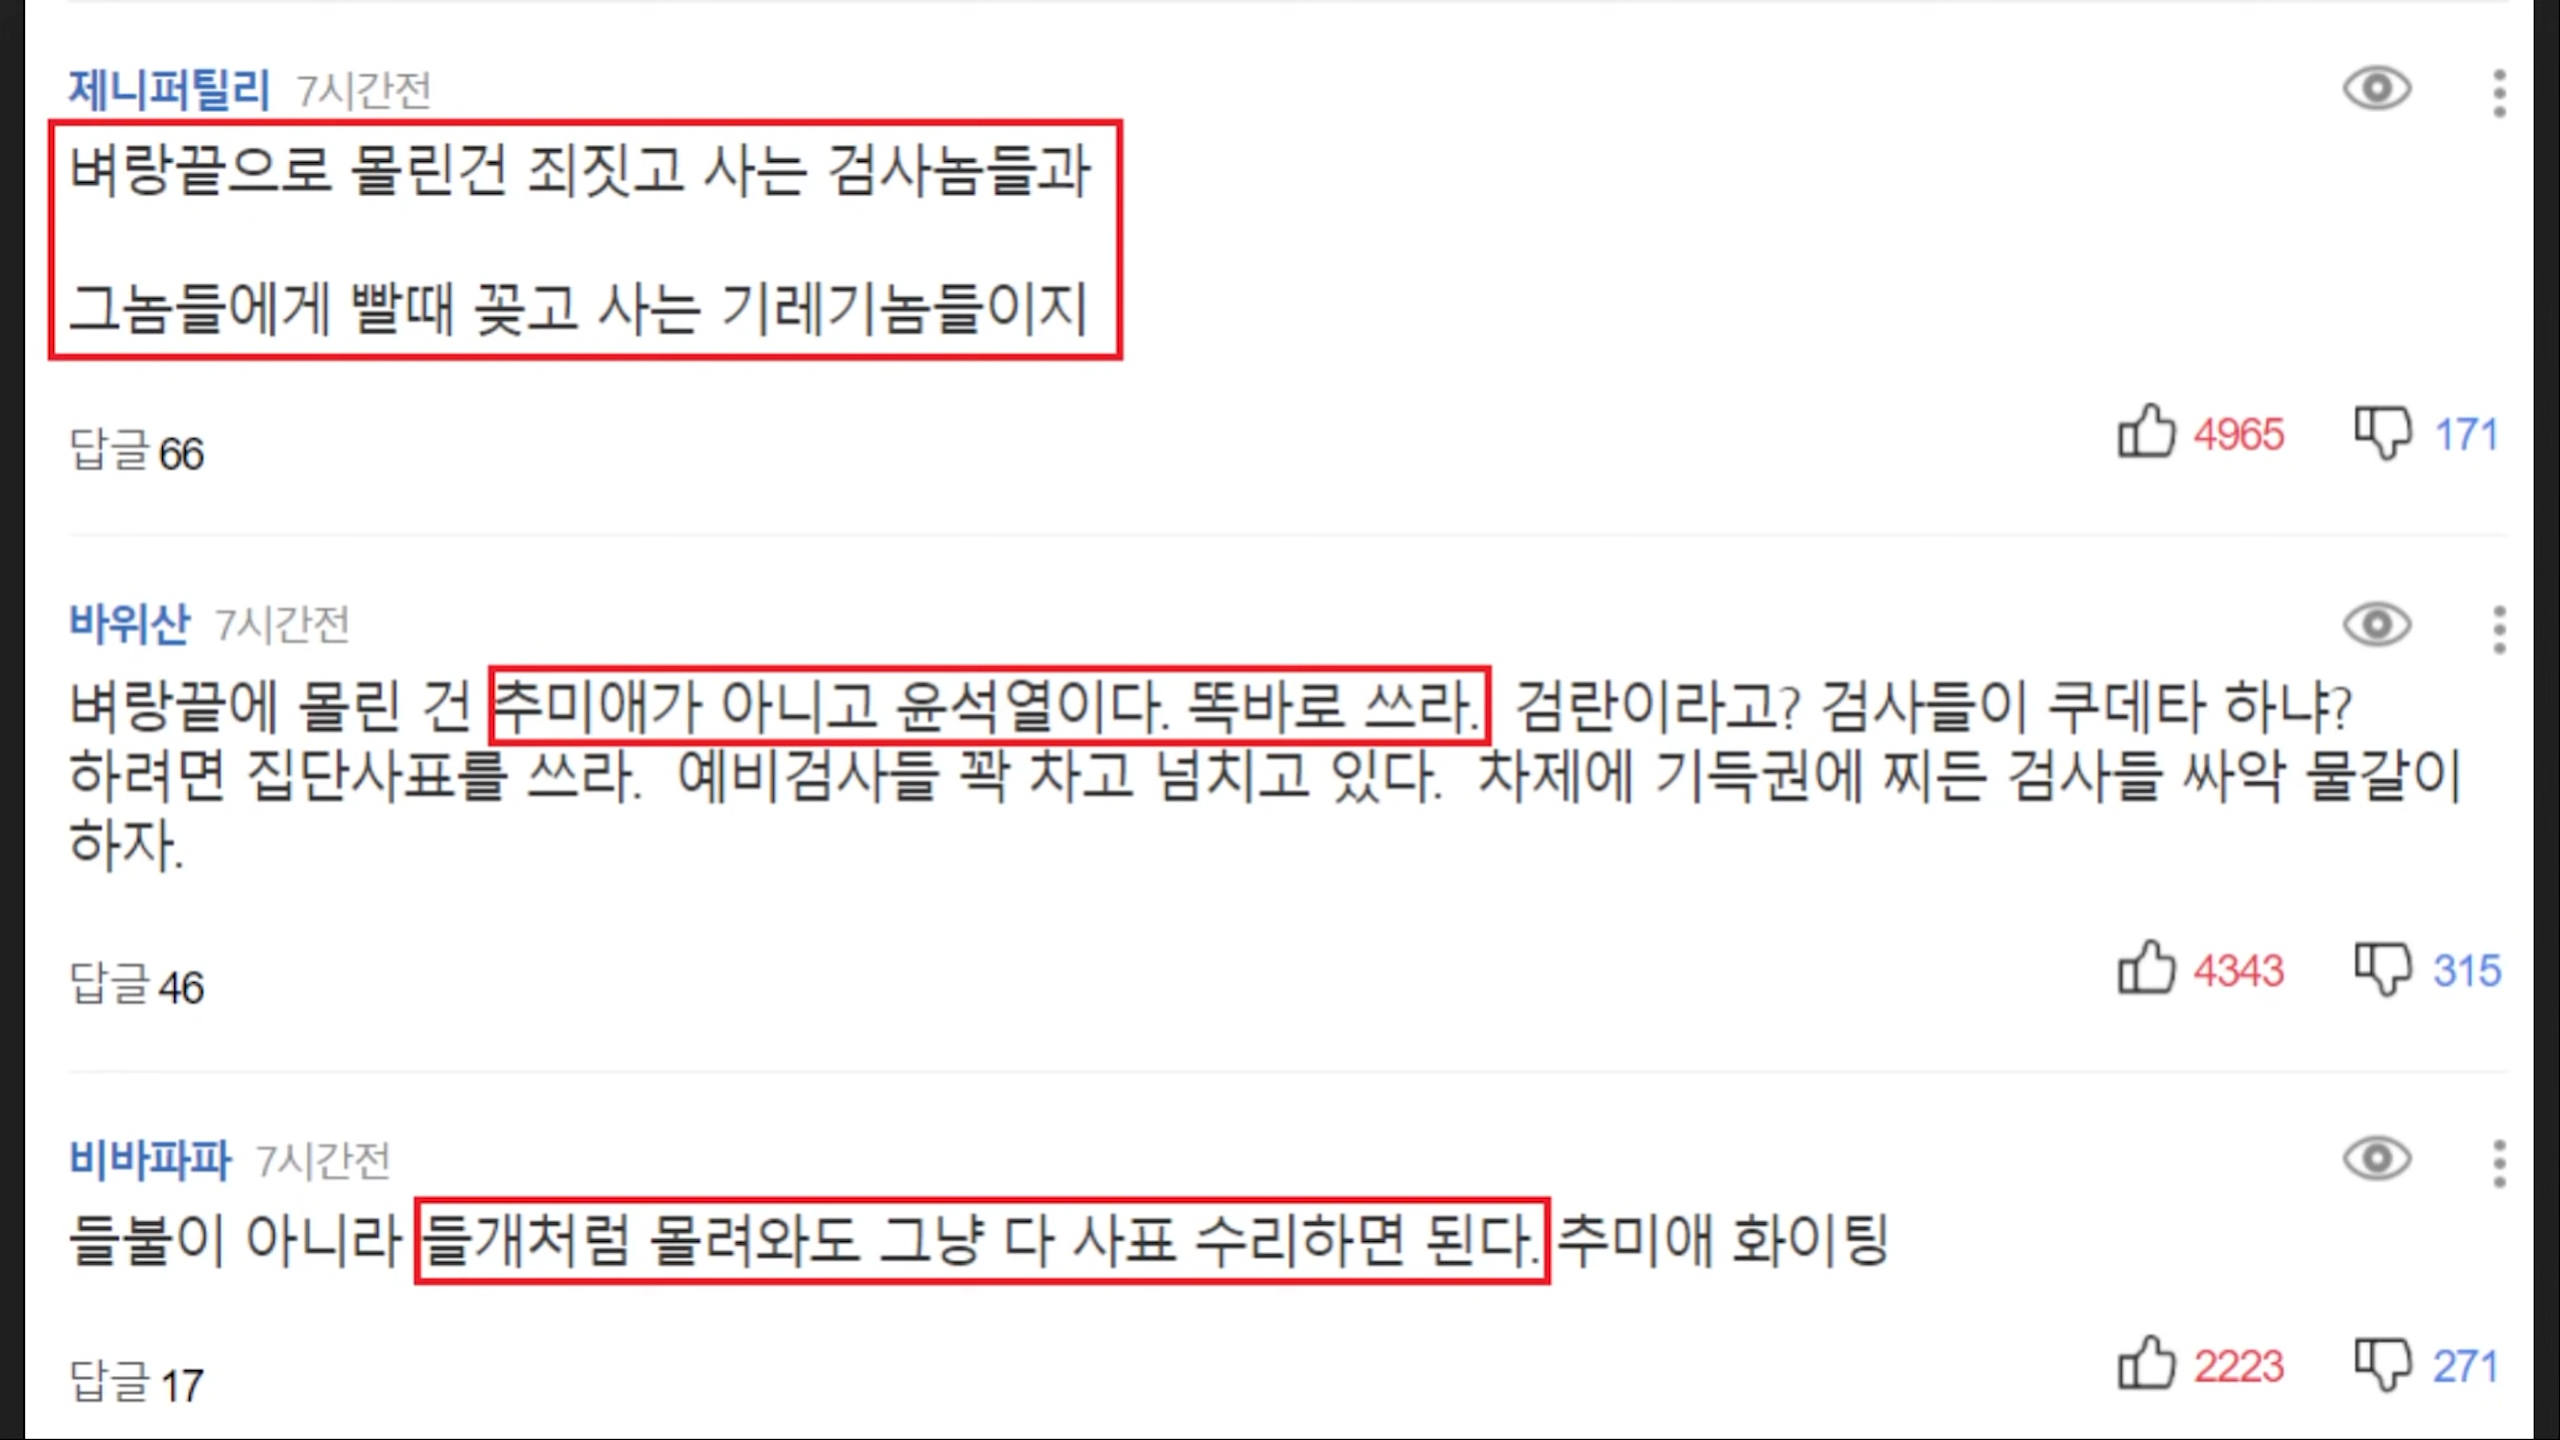 제니퍼틸리 7시간전
벼랑끝으로 몰린건 죄짓고 사는 검사놈들과
그놈들에게 빨때 꽂고 사는 기레기놈들이지
답글 66 4965 171
바위산 7시간전
벼랑끝에 몰린 건 추미애가 아니고 윤석열이다. 똑바로 쓰라. 검란이라고? 검사들이 쿠데타 하냐?
하려면 집단사표를 쓰라. 예비검사들 꽉 차고 넘치고 있다. 차제에 기득권에 찌든 검사들 싸악 물갈이
하자.
답글 46 4343 315
비바파파 7시간전
들불이 아니라 들개처럼 몰려와도 그냥 다 사표 수리하면 된다. 추미애 화이팅
답글 17 2223 271